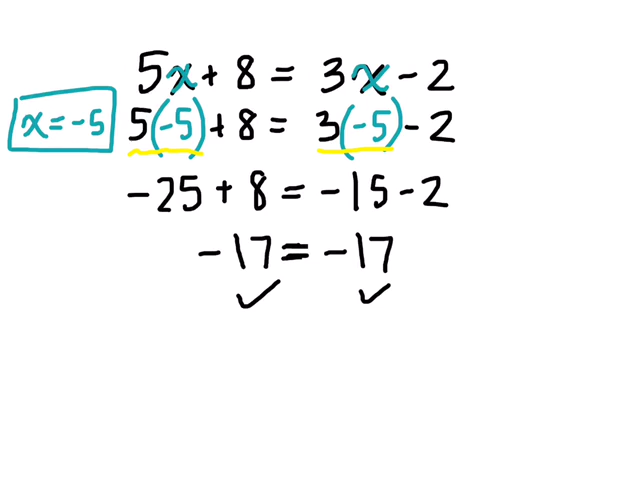 5x + 8 = 3x - 2
x = -5
5(-5) + 8 = 3(-5) - 2
-25 + 8 = -15 - 2
-17 = -17
✓ ✓